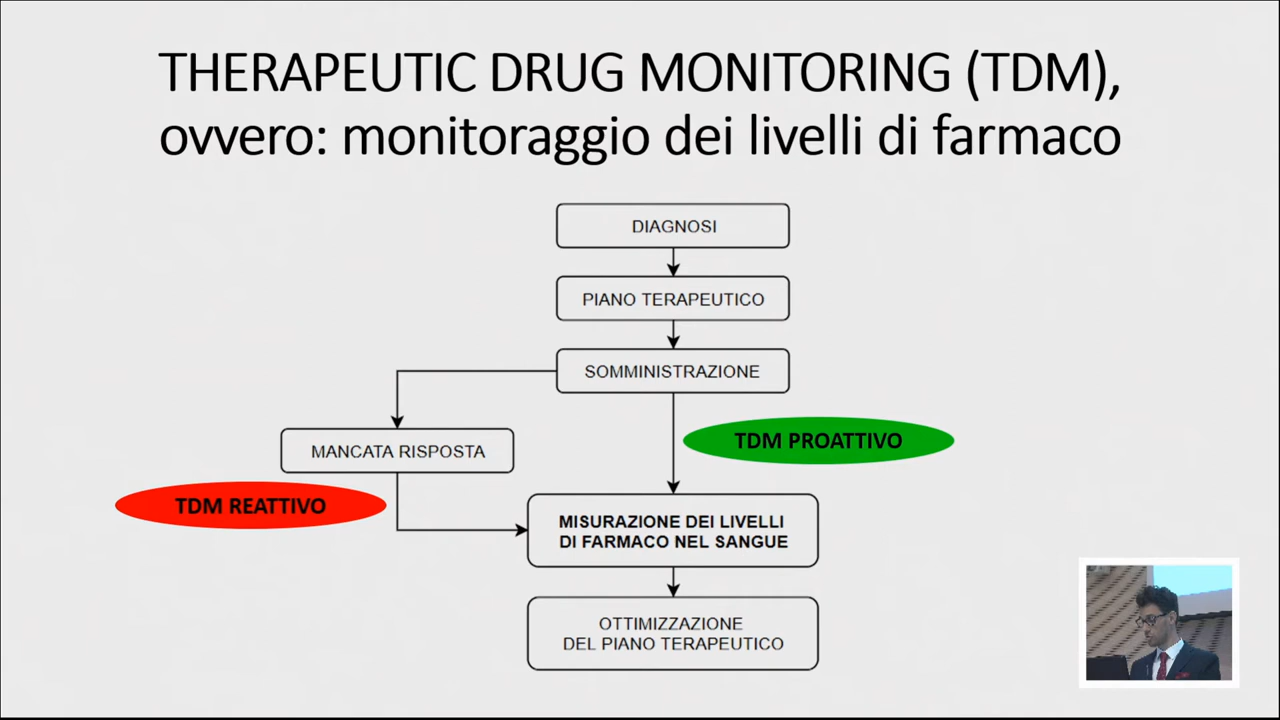 THERAPEUTIC DRUG MONITORING (TDM),
ovvero: monitoraggio dei livelli di farmaco
DIAGNOSI
PIANO TERAPEUTICO
SOMMINISTRAZIONE
TDM PROATTIVO
MANCATA RISPOSTA
TDM REATTIVO
MISURAZIONE DEI LIVELLI
DI FARMACO NEL SANGUE
OTTIMIZZAZIONE
DEL PIANO TERAPEUTICO